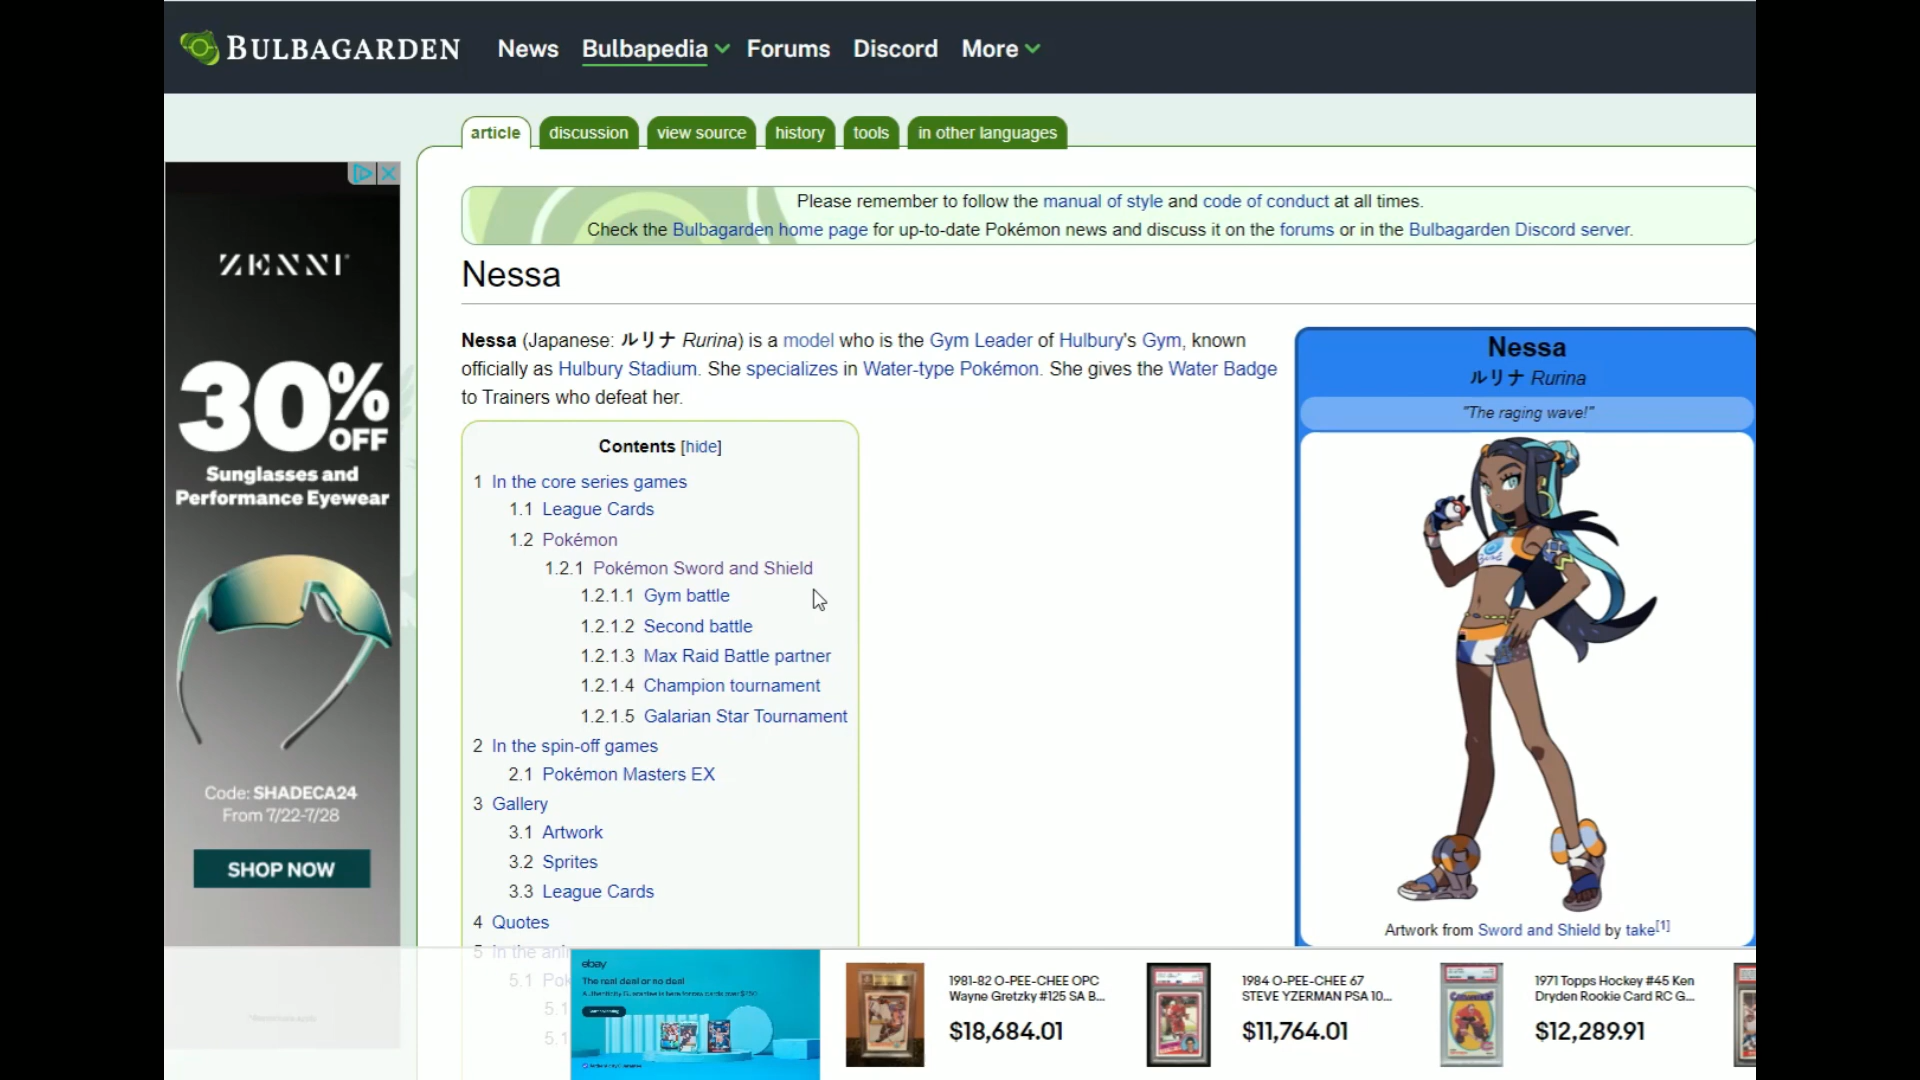 BULBAGARDEN
News
Bulbapedia
Forums
Discord
More
article
discussion
view source
history
tools
in other languages
Please remember to follow the manual of style and code of conduct at all times.
Check the Bulbagarden home page for up-to-date Pokémon news and discuss it on the forums or in the Bulbagarden Discord server.
Nessa
Nessa (Japanese: ルリナ Rurina) is a model who is the Gym Leader of Hulbury's Gym, known
officially as Hulbury Stadium. She specializes in Water-type Pokémon. She gives the Water Badge
to Trainers who defeat her.
Contents [hide]
1 In the core series games
1.1 League Cards
1.2 Pokémon
1.2.1 Pokémon Sword and Shield
1.2.1.1 Gym battle
1.2.1.2 Second battle
1.2.1.3 Max Raid Battle partner
1.2.1.4 Champion tournament
1.2.1.5 Galarian Star Tournament
2 In the spin-off games
2.1 Pokémon Masters EX
3 Gallery
3.1 Artwork
3.2 Sprites
3.3 League Cards
4 Quotes
5 In the ani
5.1 Pok
5.1
5.1
Nessa
ルリナ Rurina
"The raging wave!"
Artwork from Sword and Shield by take[1]
ZENNI
30%
OFF
Sunglasses and
Performance Eyewear
Code: SHADECA24
From 7/22-7/28
SHOP NOW
ebay
The real deal or no deal
1981-82 O-PEE-CHEE OPC
Wayne Gretzky #125 SA B...
$18,684.01
1984 O-PEE-CHEE 67
STEVE YZERMAN PSA 10...
$11,764.01
1971 Topps Hockey #45 Ken
Dryden Rookie Card RC G...
$12,289.91